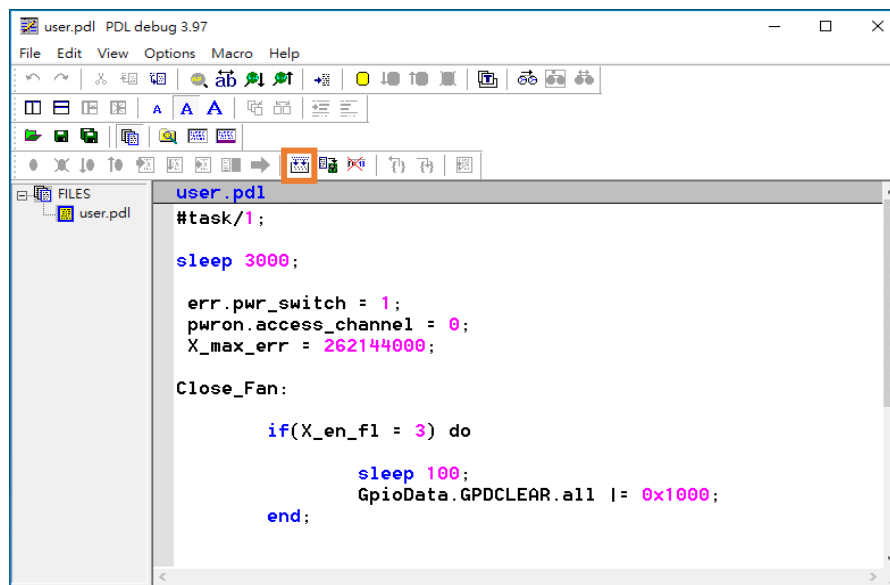 user.pdl PDL debug 3.97
File Edit View Options Macro Help
FILES
user.pdl
user.pdl
#task/1;
sleep 3000;
err.pwr_switch = 1;
pwron.access_channel = 0;
X_max_err = 262144000;
Close_Fan:
if(X_en_fl = 3) do
sleep 100;
GpioData.GPDCLEAR.all |= 0x1000;
end;